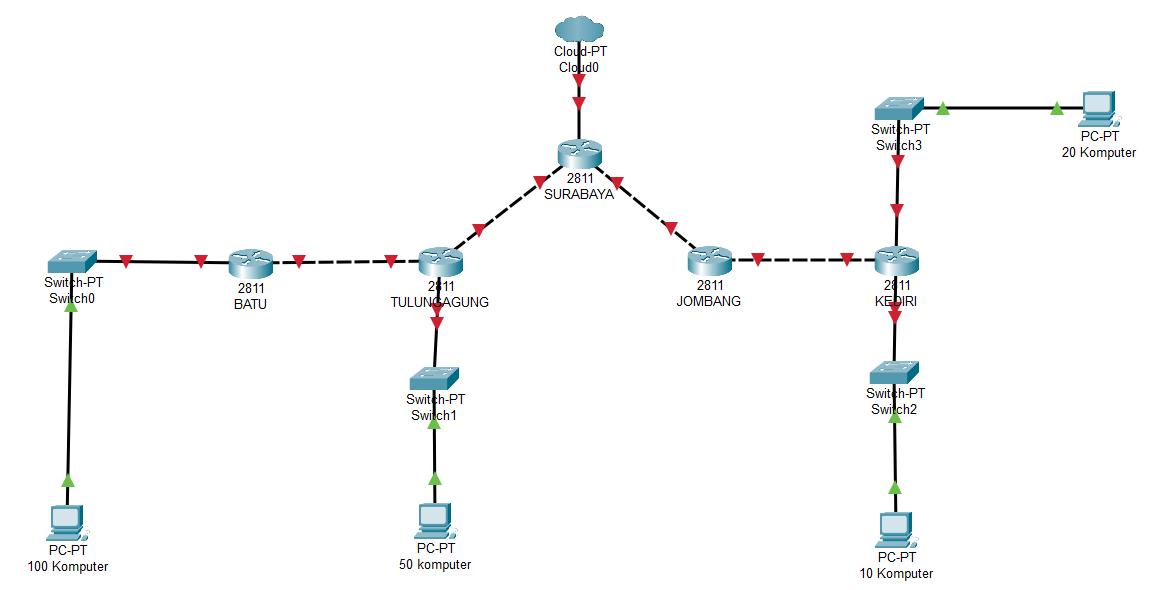 Cloud-PT
Cloud0
Switch-PT
Switch3
PC-PT
20 Komputer
2811
SURABAYA
Switch-PT
Switch0
2811
BATU
2811
TULUNGAGUNG
2811
JOMBANG
2811
KEDIRI
Switch-PT
Switch1
Switch-PT
Switch2
PC-PT
100 Komputer
PC-PT
50 komputer
PC-PT
10 Komputer